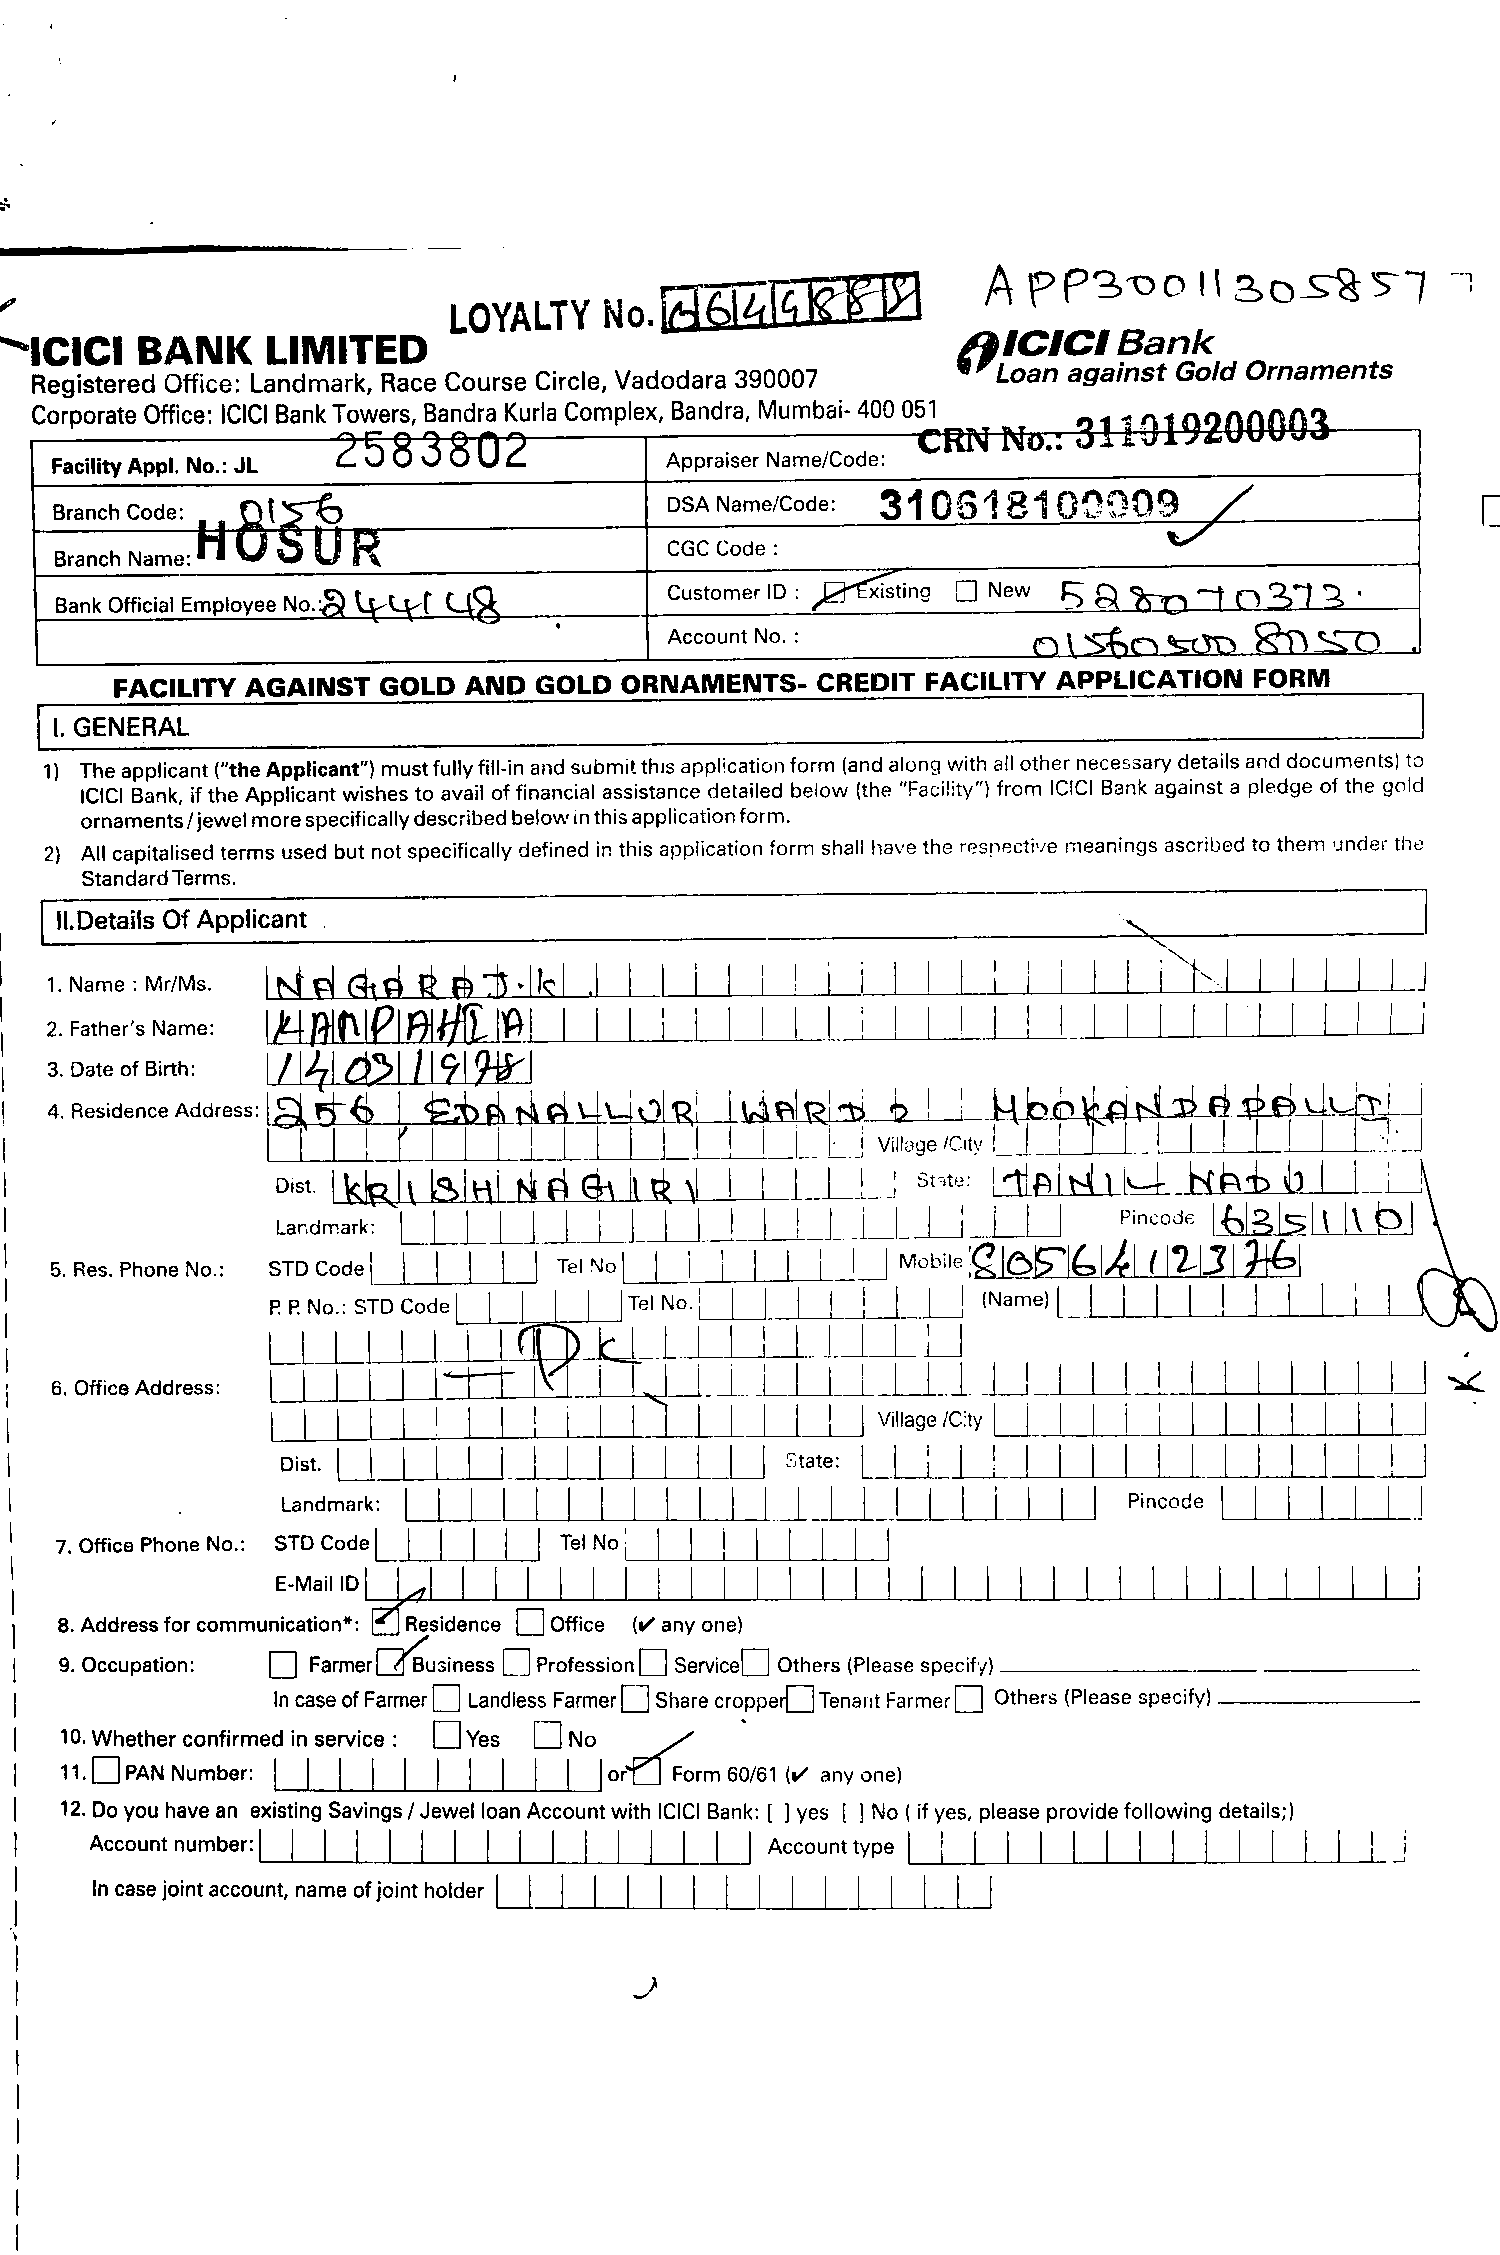 APP30011305857
LOYALTY No.
ICICI BANK LIMITED
ICICI Bank
Registered Office: Landmark, Race Course Circle, Vadodara 390007
Loan against Gold Ornaments
Corporate Office: ICICI Bank Towers, Bandra Kurla Complex, Bandra, Mumbai- 400 051
CRN No.: 311019200003
Facility Appl. No.: JL 2583802
Appraiser Name/Code:
Branch Code: 0156
DSA Name/Code: 310618100009
Branch Name: HOSUR
CGC Code :
Bank Official Employee No.: 244148
Customer ID : Existing New 528070373.
Account No. :
FACILITY AGAINST GOLD AND GOLD ORNAMENTS- CREDIT FACILITY APPLICATION FORM
I. GENERAL
1) The applicant ("the Applicant") must fully fill-in and submit this application form (and along with all other necessary details and documents) to
ICICI Bank, if the Applicant wishes to avail of financial assistance detailed below (the "Facility") from ICICI Bank against a pledge of the gold
ornaments/jewel more specifically described below in this application form.
2) All capitalised terms used but not specifically defined in this application form shall have the respective meanings ascribed to them under the
Standard Terms.
II.Details Of Applicant
1. Name : Mr/Ms. NAGARAJ.K
2. Father's Name:
3. Date of Birth: 14031978
4. Residence Address: 256, EDANALLUR WARD 2 MOOKANDAPALLI
Village /City
Dist. KRISHNAGIRI State: TAMIL NADU
Landmark: Pincode 635110
5. Res. Phone No.: STD Code Tel No Mobile 8056412376
P. P. No.: STD Code Tel No. (Name)
6. Office Address:
Village /City
Dist. State:
Landmark: Pincode
7. Office Phone No.: STD Code Tel No
E-Mail ID
8. Address for communication*: Residence Office (✔ any one)
9. Occupation: Farmer Business Profession Service Others (Please specify)
In case of Farmer Landless Farmer Share cropper Tenant Farmer Others (Please specify)
10. Whether confirmed in service : Yes No
11. PAN Number: or Form 60/61 (✔ any one)
12. Do you have an existing Savings / Jewel loan Account with ICICI Bank: [ ] yes [ ] No ( if yes, please provide following details;)
Account number: Account type
In case joint account, name of joint holder